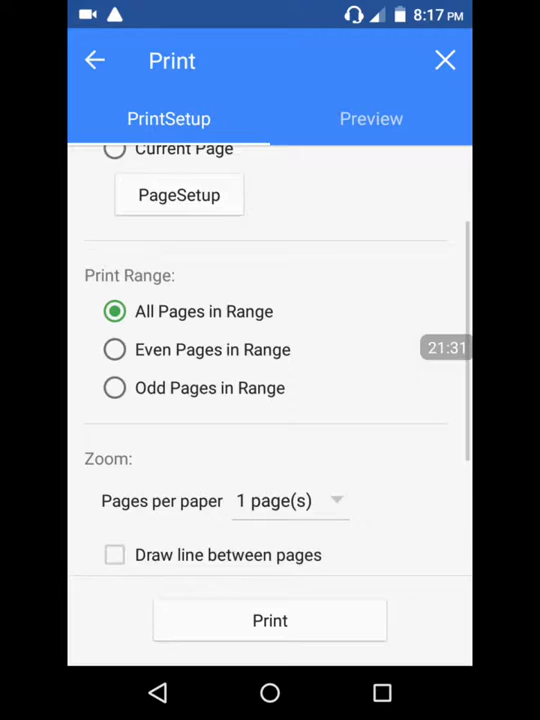 8:17 PM
Print
PrintSetup
Preview
Current Page
PageSetup
Print Range:
All Pages in Range
21:31
Even Pages in Range
Odd Pages in Range
Zoom:
Pages per paper 1 page(s)
Draw line between pages
Print